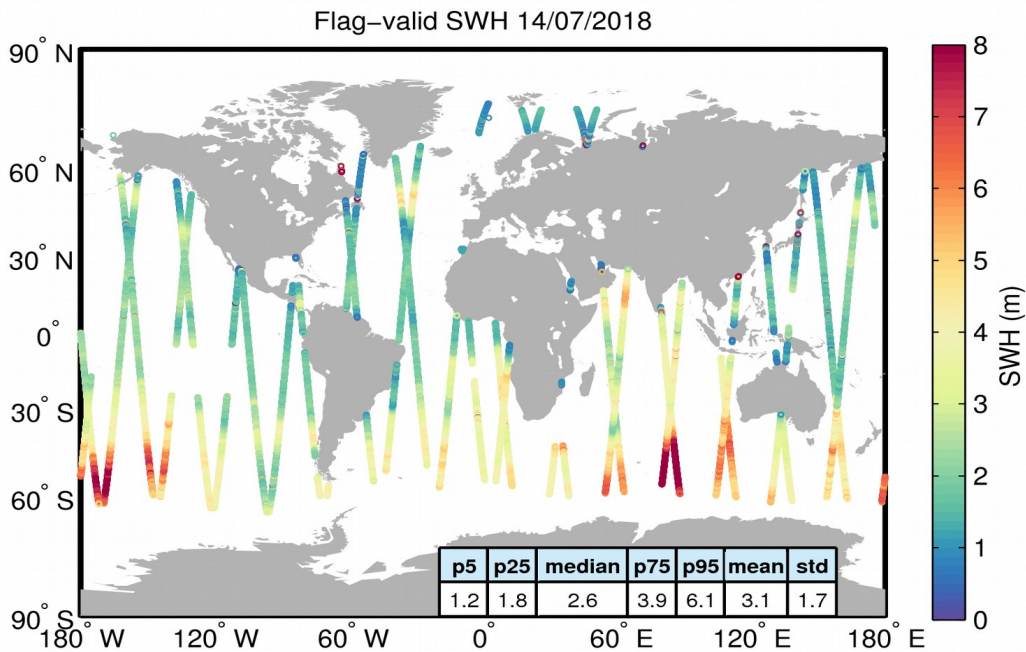 Flag−valid SWH 14/07/2018
90° N
60° N
30° N
0°
30° S
60° S
90° S
180° W
120° W
60° W
0°
60° E
120° E
180° E
p5 p25 median p75 p95 mean std
1.2 1.8 2.6 3.9 6.1 3.1 1.7
8
7
6
5
4
3
2
1
0
SWH (m)